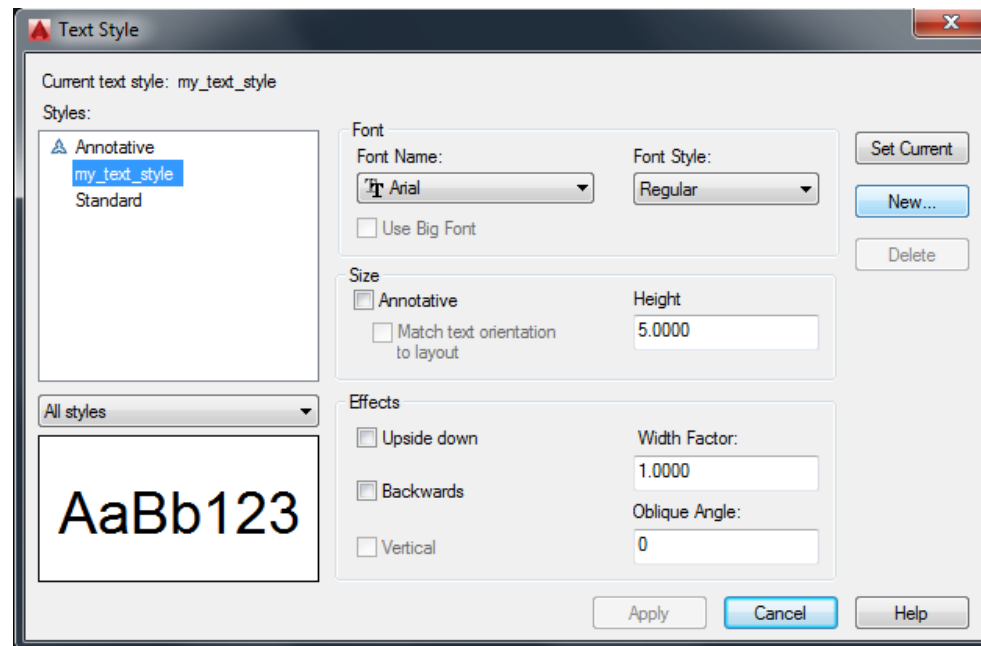 Text Style
Current text style: my_text_style
Styles:
Annotative
my_text_style
Standard
All styles
AaBb123
Font
Font Name:
Font Style:
Arial
Regular
Use Big Font
Size
Annotative
Height
Match text orientation
to layout
5.0000
Effects
Upside down
Width Factor:
1.0000
Backwards
Oblique Angle:
Vertical
0
Set Current
New...
Delete
Apply
Cancel
Help